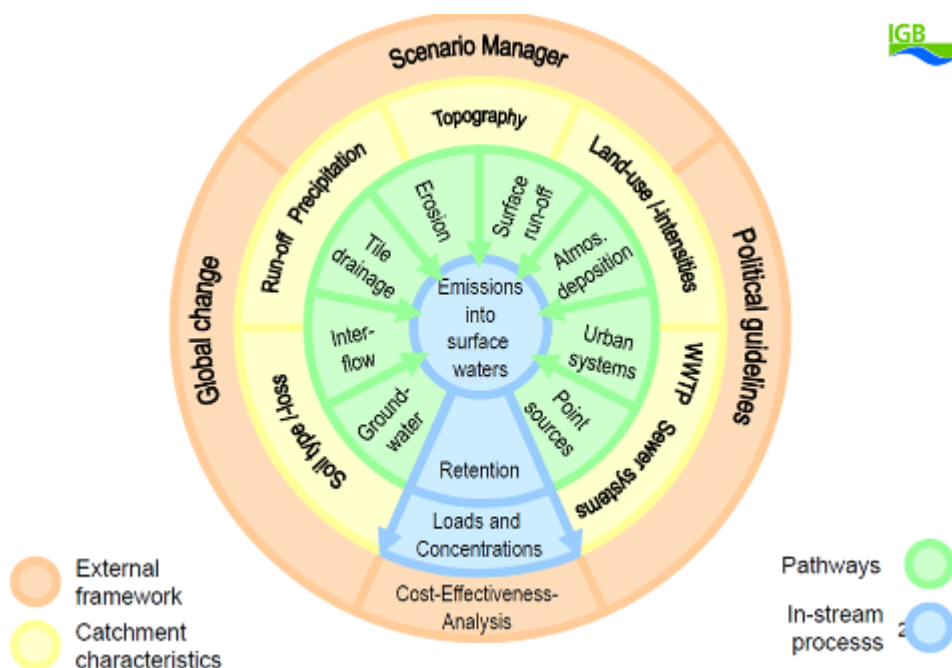 IGB
Scenario Manager
Global change
Political guidelines
Topography
Run-off Precipitation
Land-use /-intensities
Soil type /-loss
WWTP Sewer systems
Erosion
Surface
run-off
Tile
drainage
Atmos.
deposition
Inter-
flow
Urban
systems
Ground-
water
Point
sources
Emissions
into
surface
waters
Retention
Loads and
Concentrations
Cost-Effectiveness-
Analysis
External
framework
Catchment
characteristics
Pathways
In-stream
processs
2